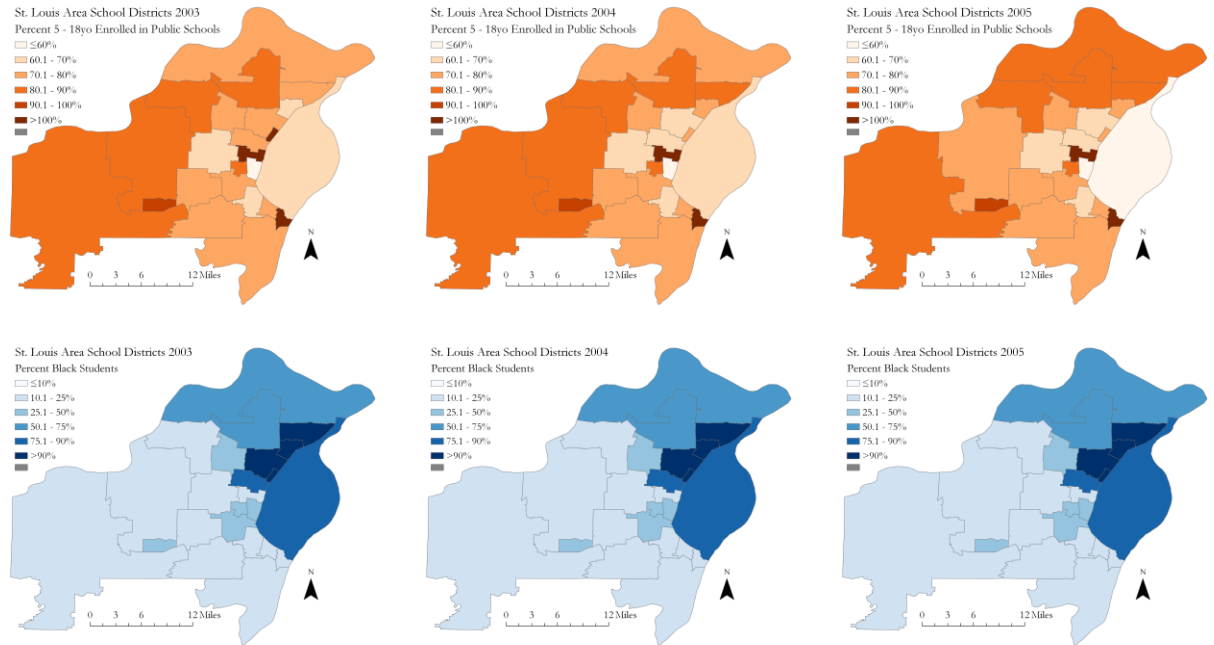 St. Louis Area School Districts 2003
Percent 5 - 18yo Enrolled in Public Schools
≤60%
60.1 - 70%
70.1 - 80%
80.1 - 90%
90.1 - 100%
>100%
N
0 3 6 12 Miles
St. Louis Area School Districts 2004
Percent 5 - 18yo Enrolled in Public Schools
≤60%
60.1 - 70%
70.1 - 80%
80.1 - 90%
90.1 - 100%
>100%
N
0 3 6 12 Miles
St. Louis Area School Districts 2005
Percent 5 - 18yo Enrolled in Public Schools
≤60%
60.1 - 70%
70.1 - 80%
80.1 - 90%
90.1 - 100%
>100%
N
0 3 6 12 Miles
St. Louis Area School Districts 2003
Percent Black Students
≤10%
10.1 - 25%
25.1 - 50%
50.1 - 75%
75.1 - 90%
>90%
N
0 3 6 12 Miles
St. Louis Area School Districts 2004
Percent Black Students
≤10%
10.1 - 25%
25.1 - 50%
50.1 - 75%
75.1 - 90%
>90%
N
0 3 6 12 Miles
St. Louis Area School Districts 2005
Percent Black Students
≤10%
10.1 - 25%
25.1 - 50%
50.1 - 75%
75.1 - 90%
>90%
N
0 3 6 12 Miles